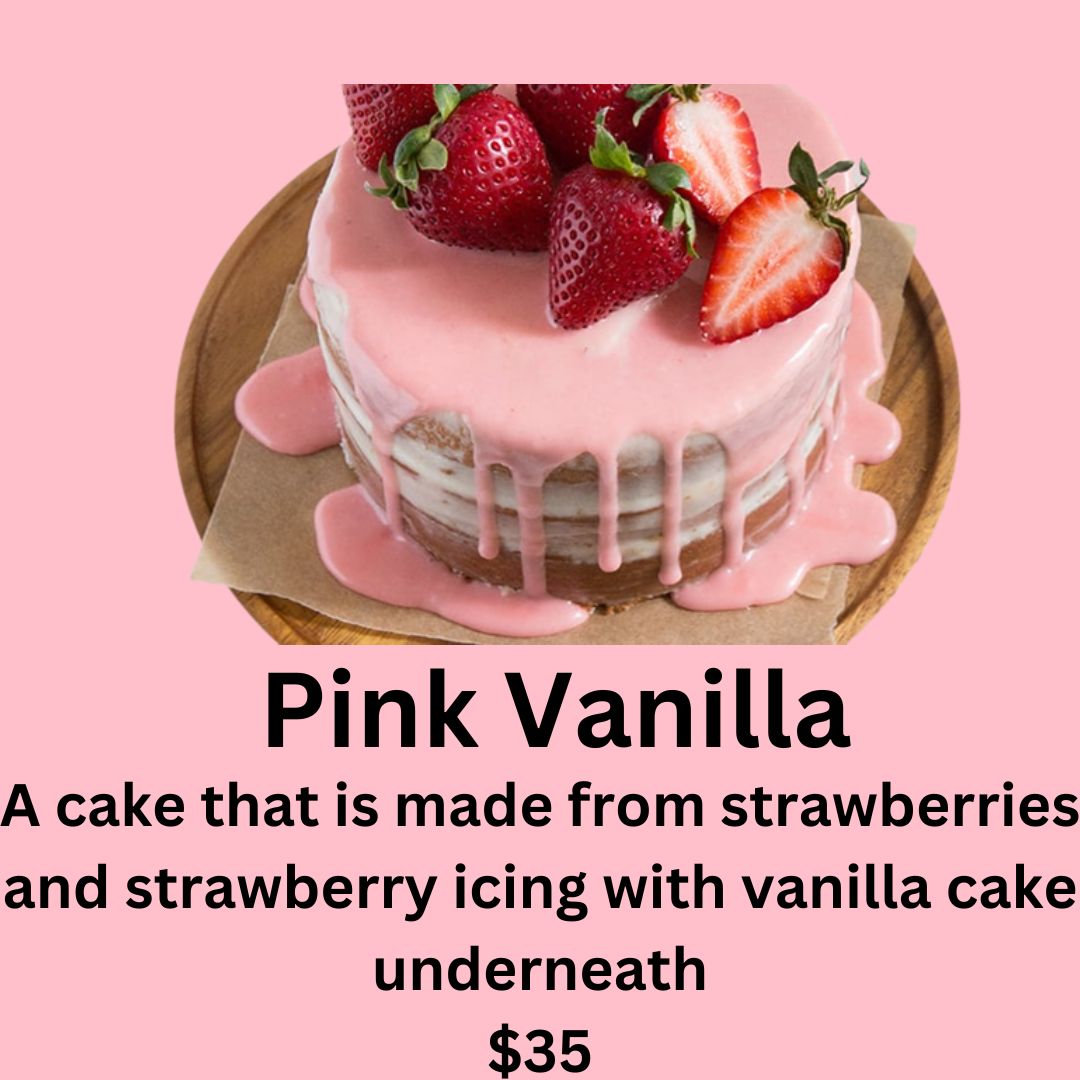 Pink Vanilla
A cake that is made from strawberries
and strawberry icing with vanilla cake
underneath
$35